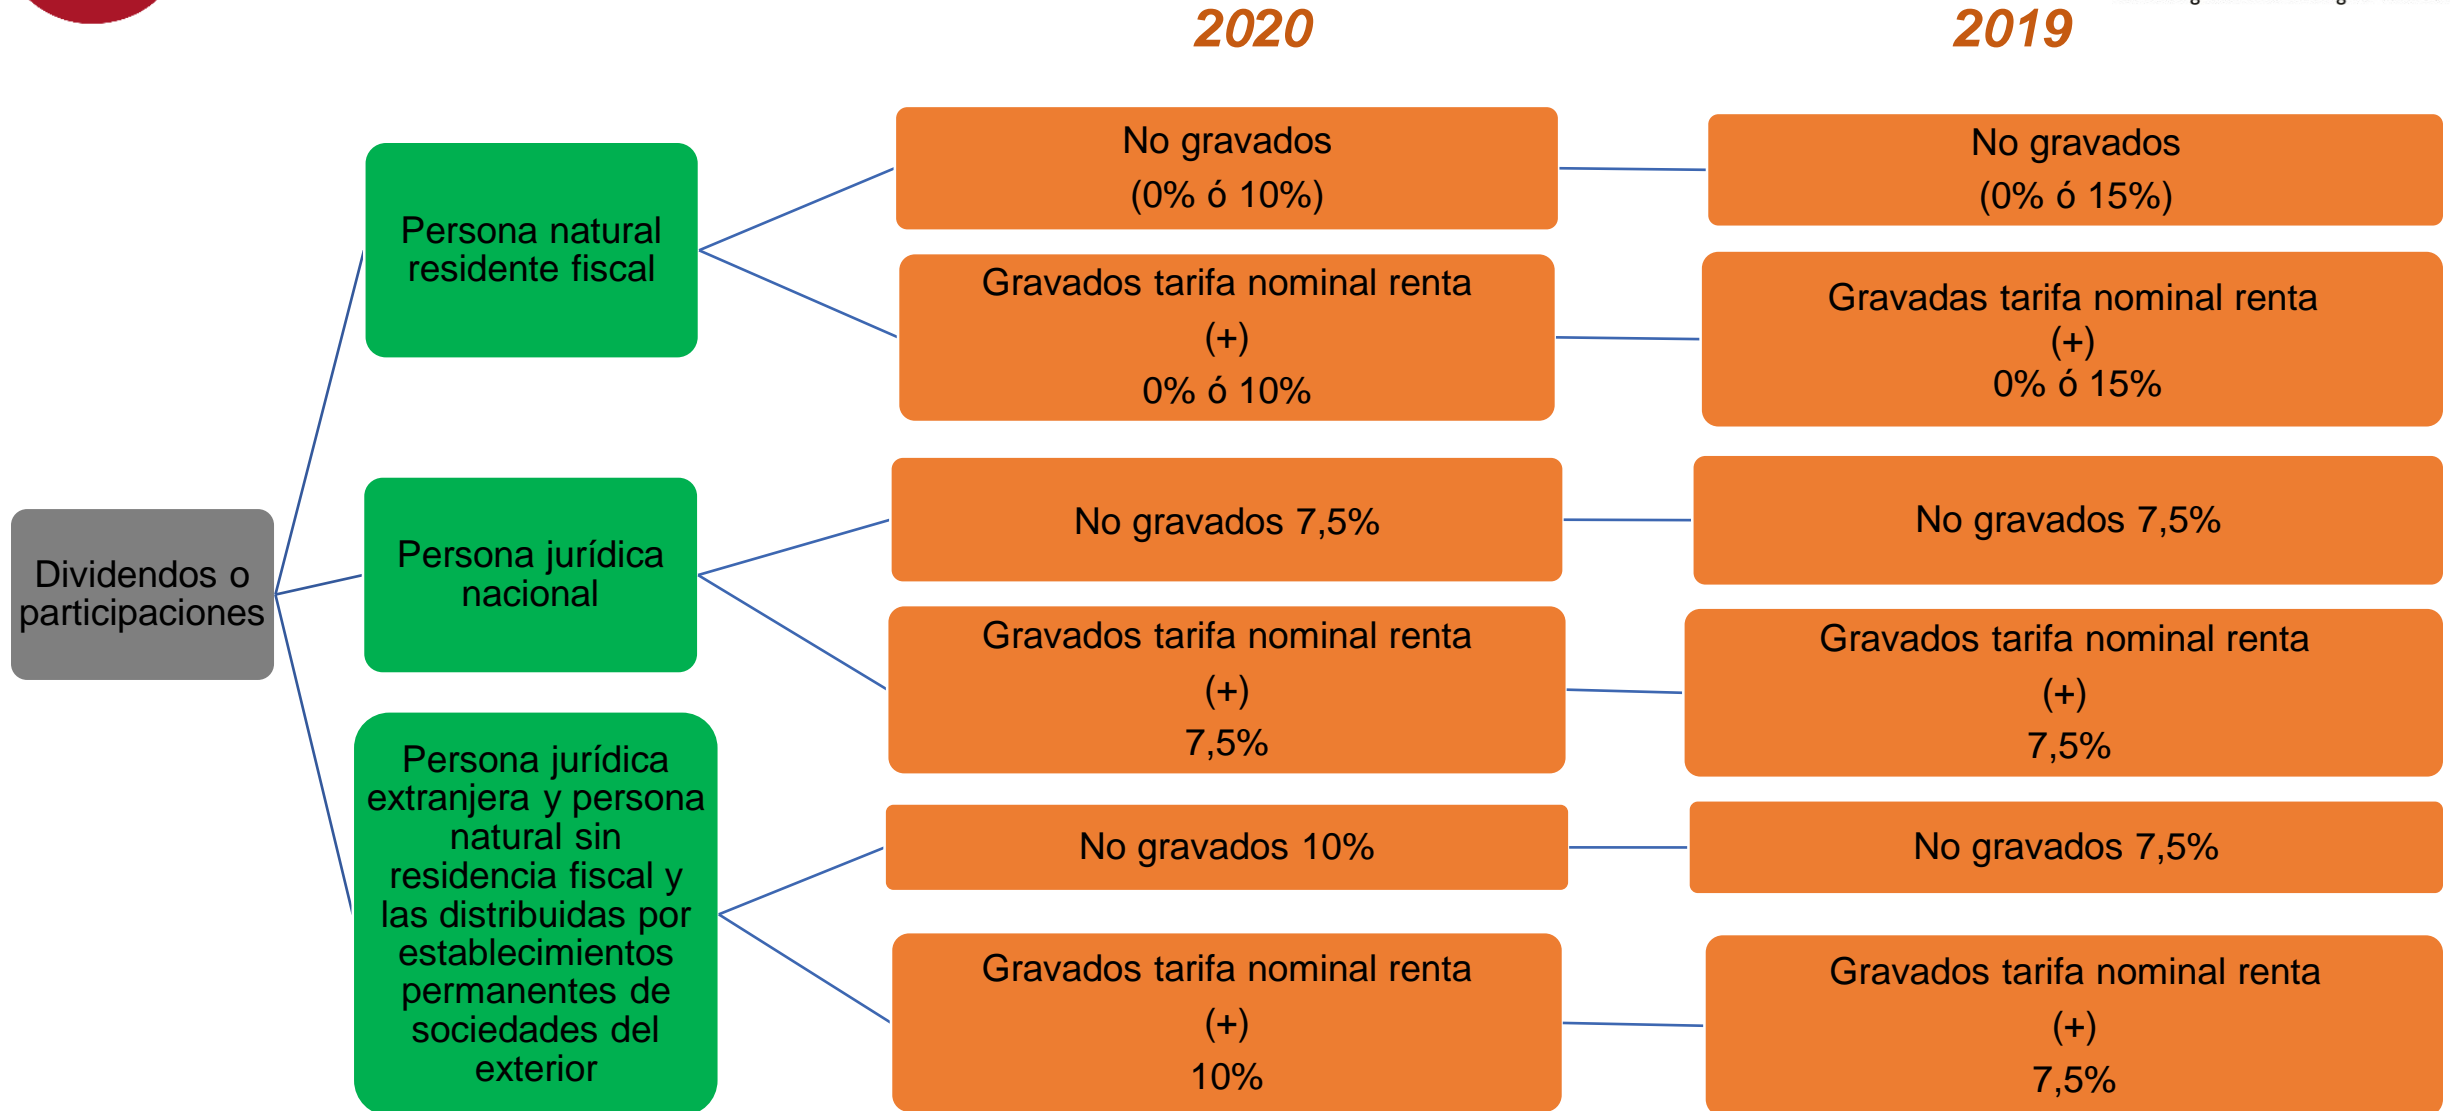 2020
2019
Dividendos o
participaciones
Persona natural
residente fiscal
No gravados
(0% ó 10%)
No gravados
(0% ó 15%)
Gravados tarifa nominal renta
(+)
0% ó 10%
Gravadas tarifa nominal renta
(+)
0% ó 15%
Persona jurídica
nacional
No gravados 7,5%
No gravados 7,5%
Gravados tarifa nominal renta
(+)
7,5%
Gravados tarifa nominal renta
(+)
7,5%
Persona jurídica
extranjera y persona
natural sin
residencia fiscal y
las distribuidas por
establecimientos
permanentes de
sociedades del
exterior
No gravados 10%
No gravados 7,5%
Gravados tarifa nominal renta
(+)
10%
Gravados tarifa nominal renta
(+)
7,5%